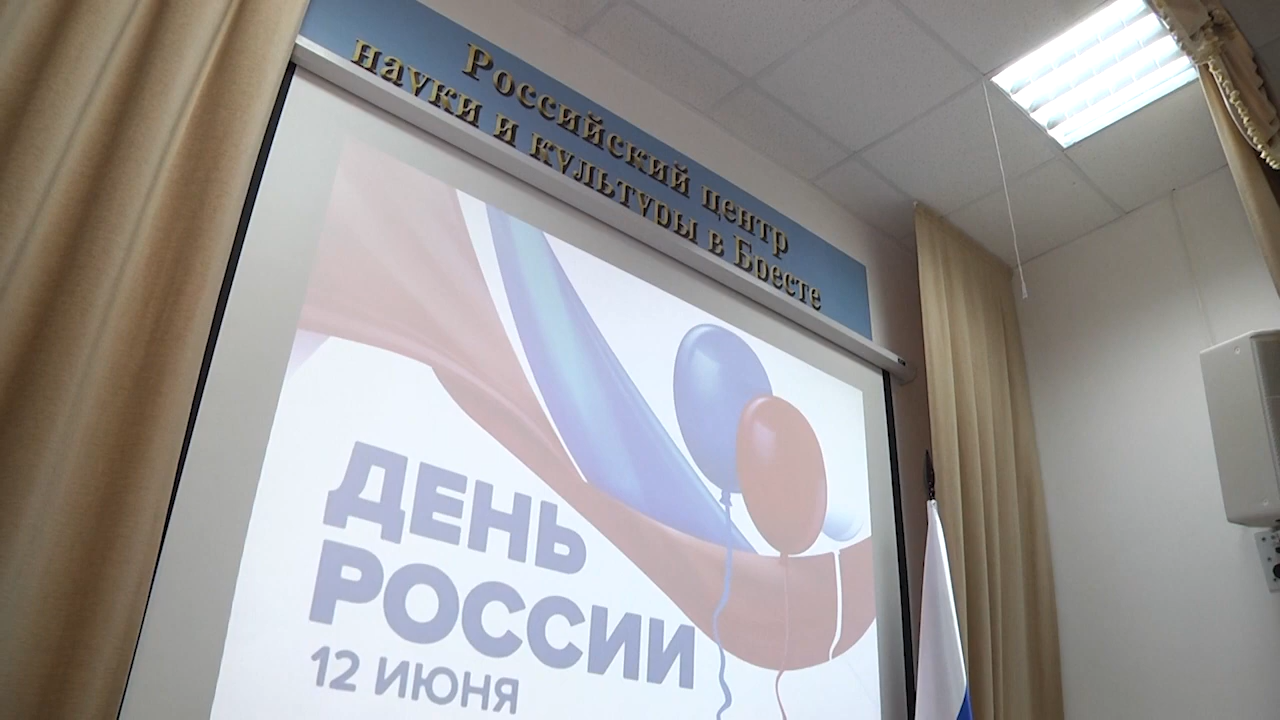 Российский центр
науки и культуры в Бресте
ДЕНЬ
РОССИИ
12 ИЮНЯ